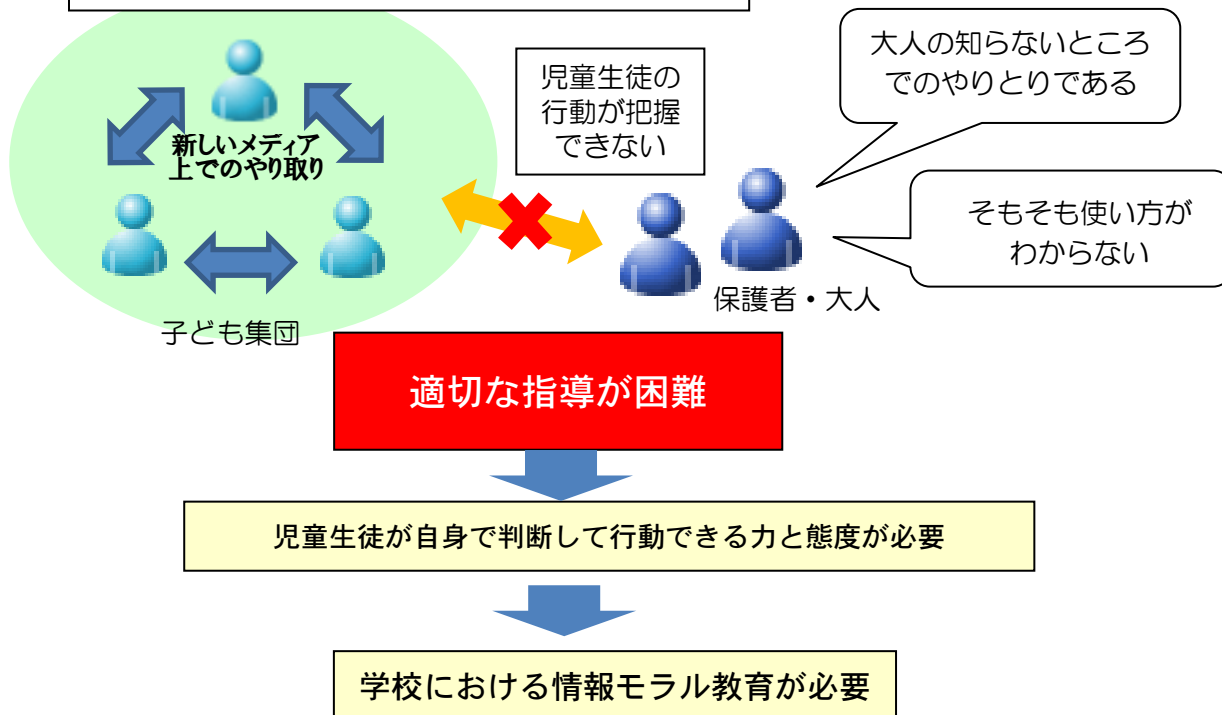 新しいメディア
上でのやり取り
子ども集団
児童生徒の
行動が把握
できない
大人の知らないところ
でのやりとりである
そもそも使い方が
わからない
保護者・大人
適切な指導が困難
児童生徒が自身で判断して行動できる力と態度が必要
学校における情報モラル教育が必要